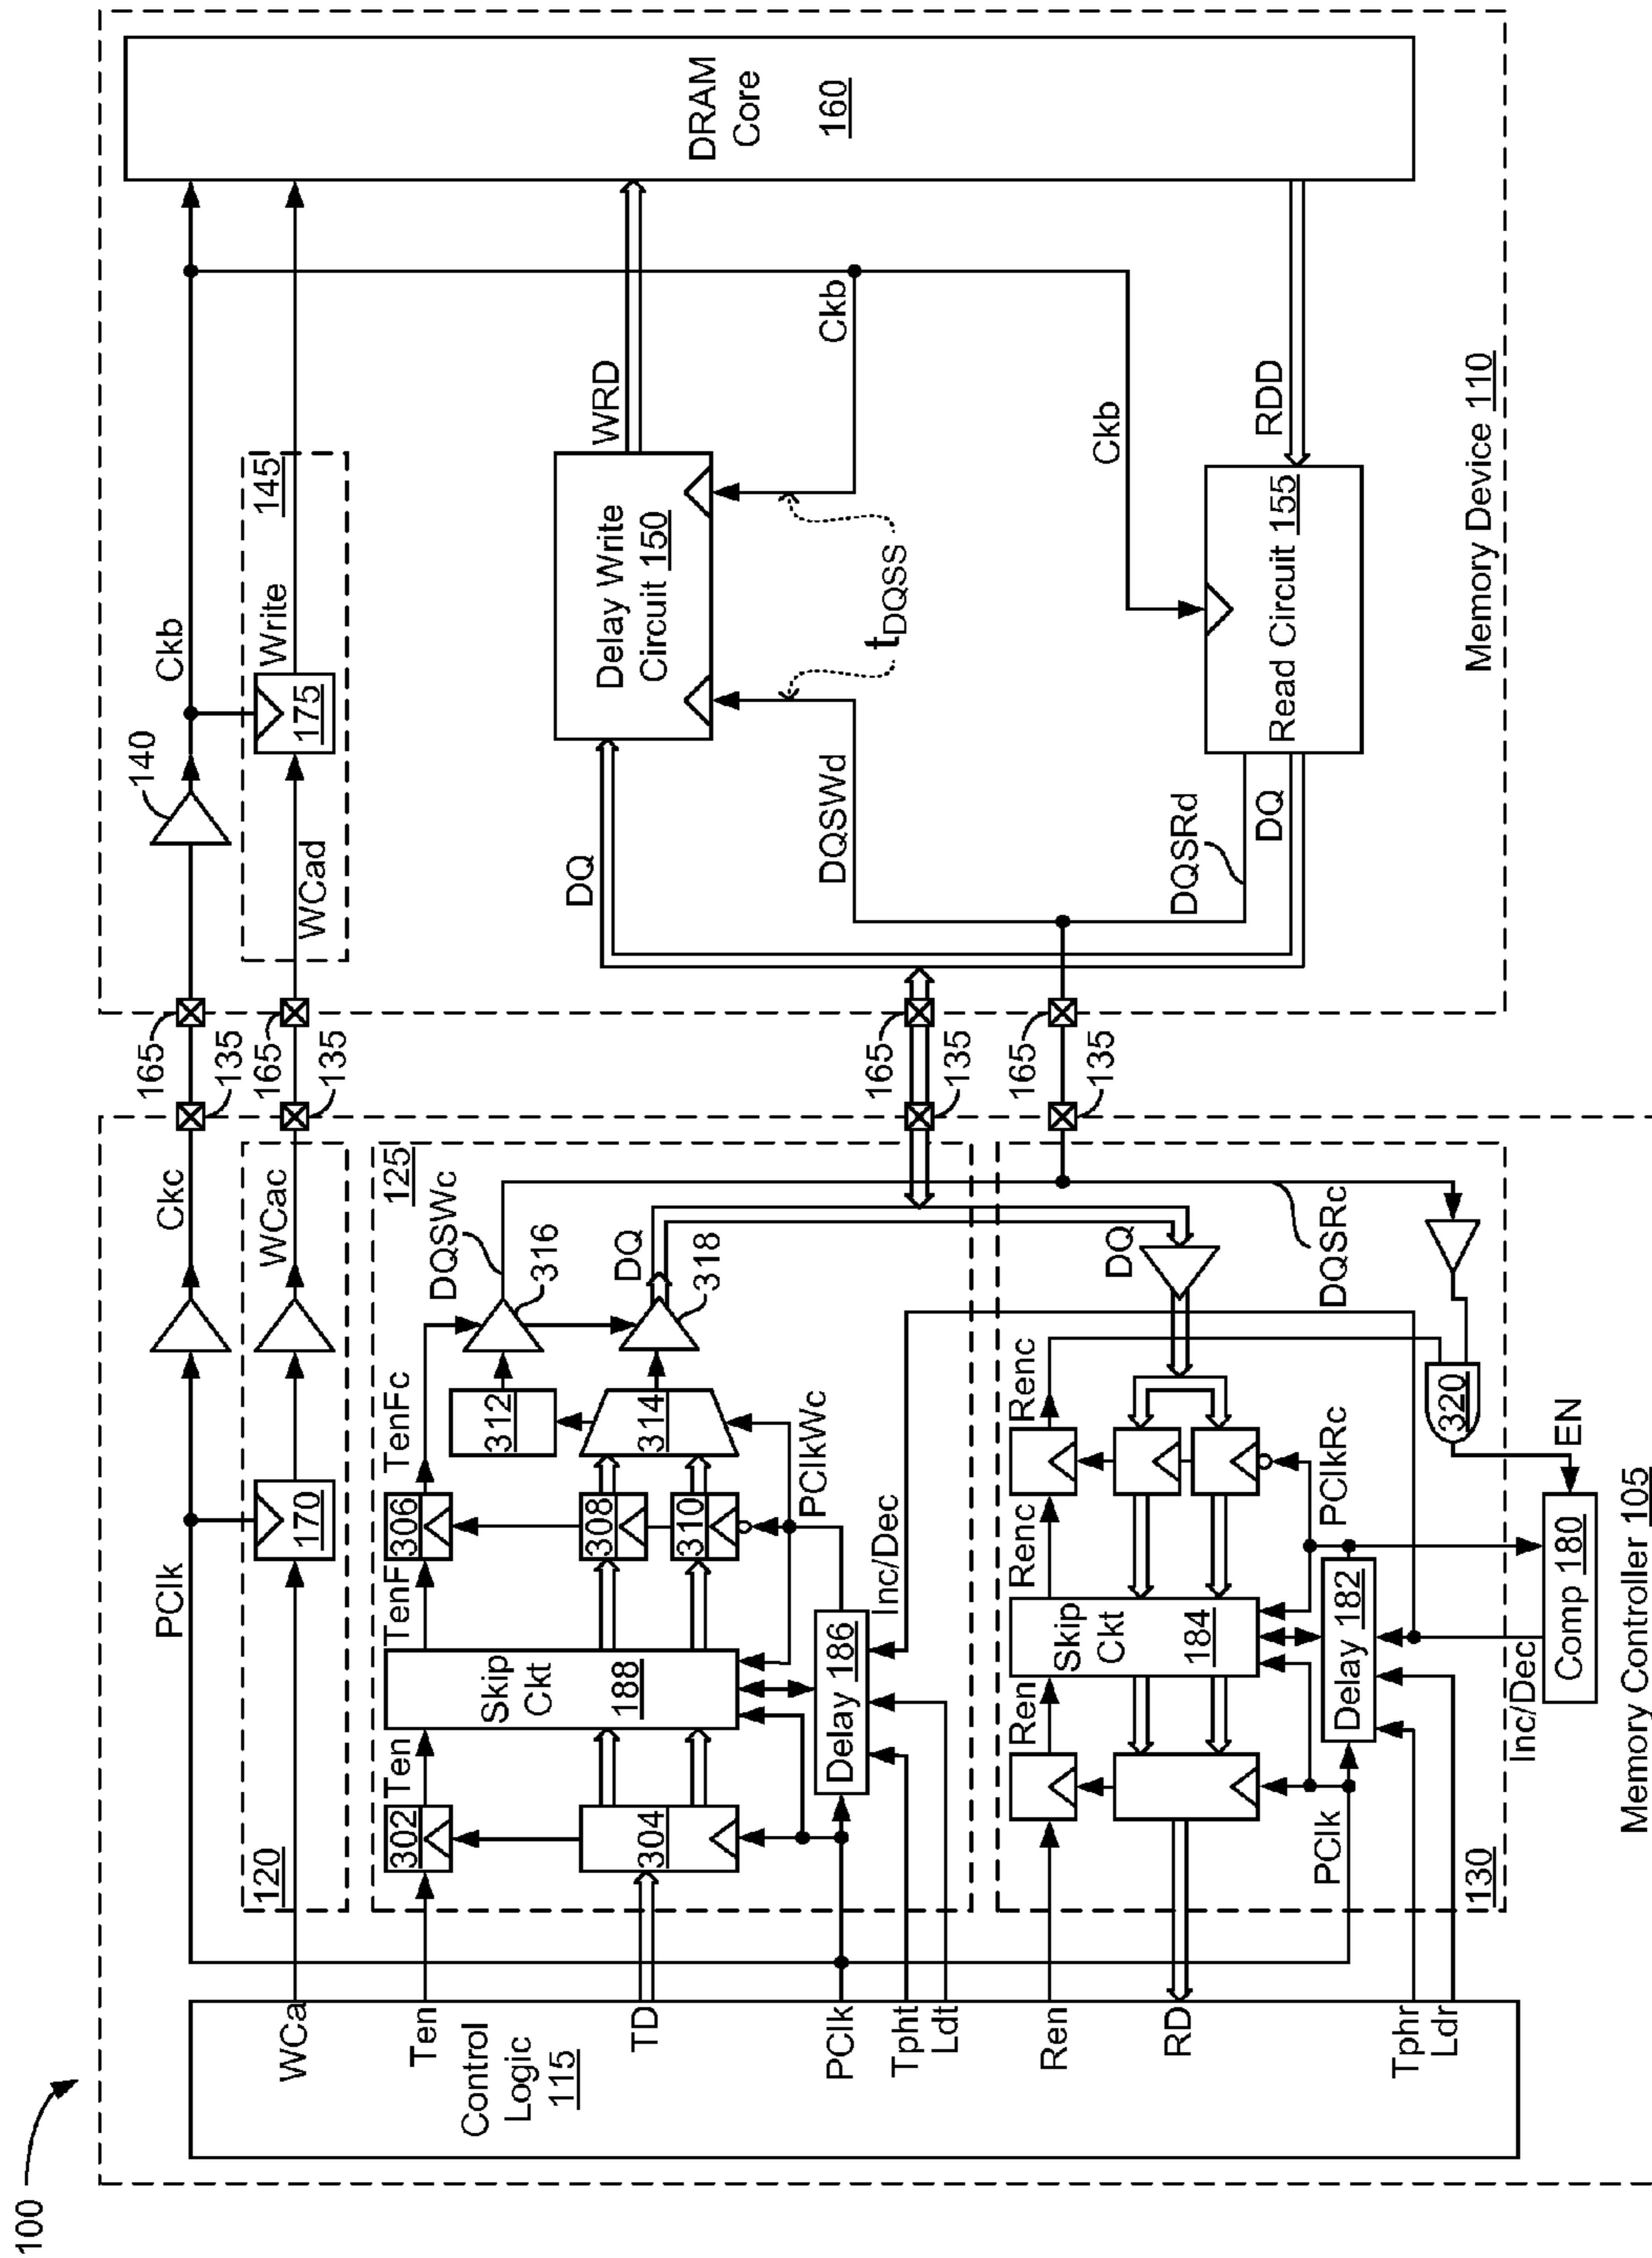 100
Control
Logic
115
WCa
Ten
TD
PClk
Tpht
Ldt
Ren
RD
Tphr
Ldr
PClk
120
170
WCac
Ckc
125
302
Ten
304
Skip
Ckt
188
TenFc
306
TenFc
308
310
312
314
DQSWc
316
DQ
318
PClkWc
Delay 186
Inc/Dec
130
Ren
PClk
Skip
Ckt
184
Renc
Renc
Delay 182
PClkRc
DQ
DQSRc
320
EN
Comp 180
Inc/Dec
Memory Controller 105
135
165
135
165
135
165
135
165
140
Ckb
145
WCad
175
Write
DQ
DQSWd
Delay Write
Circuit 150
tDQSS
WRD
Ckb
Ckb
DQSRd
DQ
Read Circuit 155
RDD
DRAM
Core
160
Memory Device 110